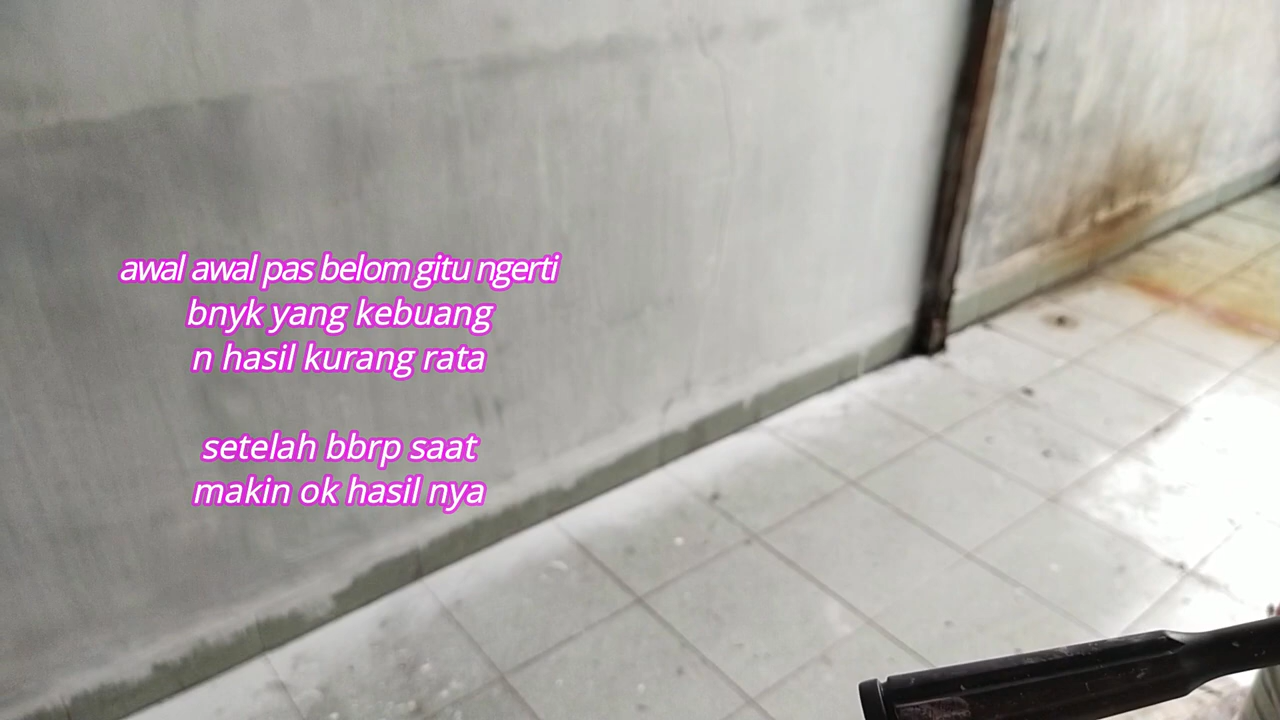 awal awal pas belom gitu ngerti
bnyk yang kebuang
n hasil kurang rata
setelah bbrp saat
makin ok hasil nya